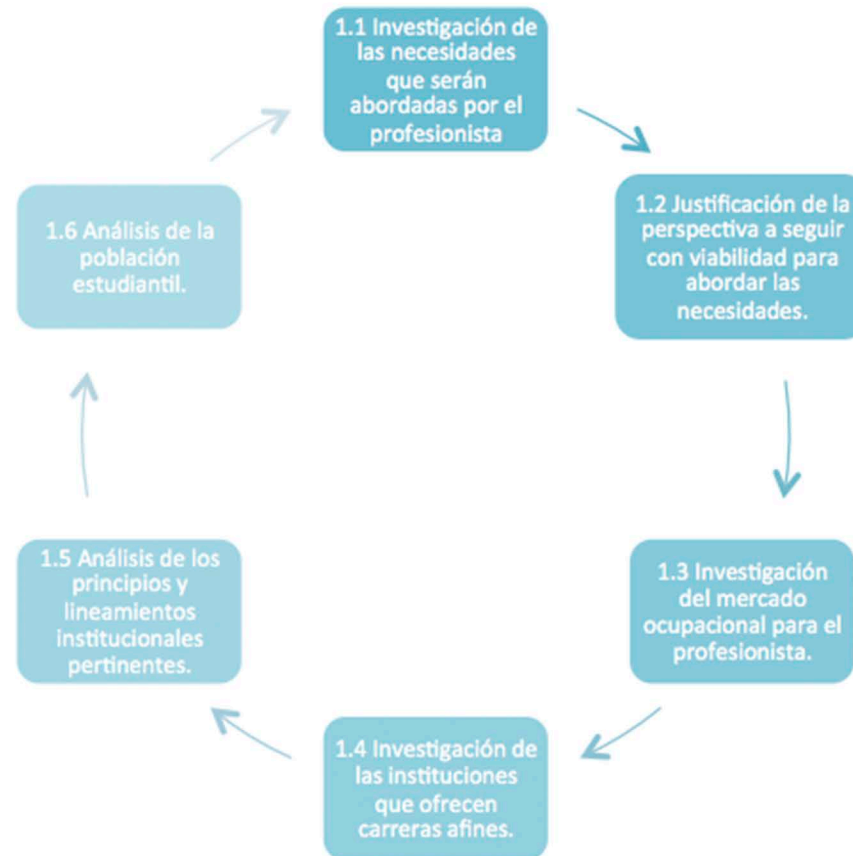 1.1 Investigación de
las necesidades
que serán
abordadas por el
profesionista
1.2 Justificación de la
perspectiva a seguir
con viabilidad para
abordar las
necesidades.
1.3 Investigación
del mercado
ocupacional para el
profesionista.
1.4 Investigación de
las instituciones
que ofrecen
carreras afines.
1.5 Análisis de los
principios y
lineamientos
institucionales
pertinentes.
1.6 Análisis de la
población
estudiantil.